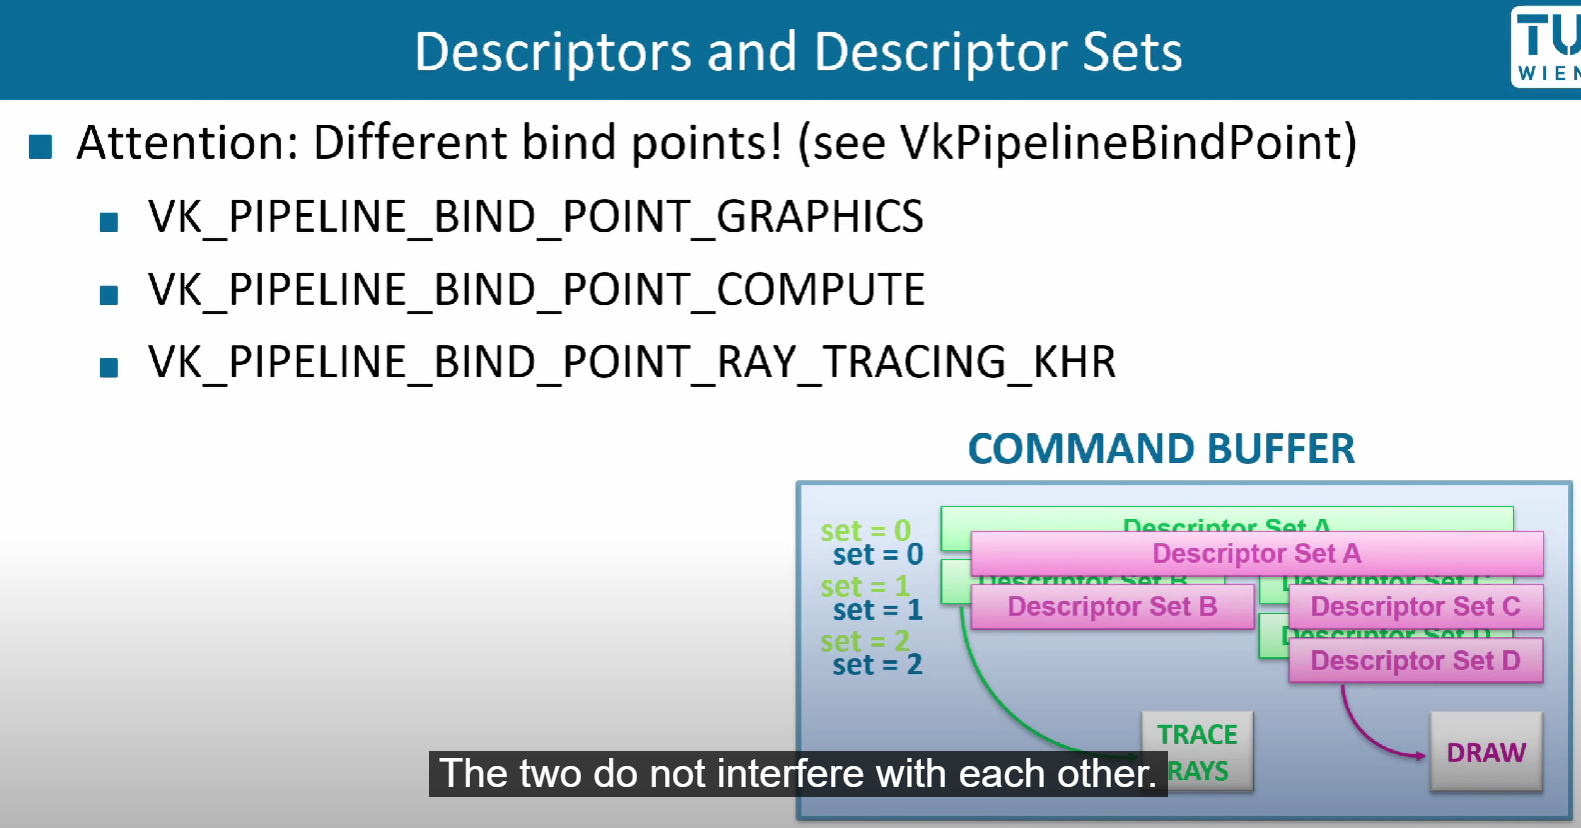 Descriptors and Descriptor Sets
TU
WIEN
Attention: Different bind points! (see VkPipelineBindPoint)
VK_PIPELINE_BIND_POINT_GRAPHICS
VK_PIPELINE_BIND_POINT_COMPUTE
VK_PIPELINE_BIND_POINT_RAY_TRACING_KHR
COMMAND BUFFER
set = 0
Descriptor Set A
set = 0
Descriptor Set A
set = 1
Descriptor Set B
Descriptor Set C
set = 1
Descriptor Set B
Descriptor Set C
set = 2
Descriptor Set D
set = 2
Descriptor Set D
TRACE
RAYS
DRAW
The two do not interfere with each other.